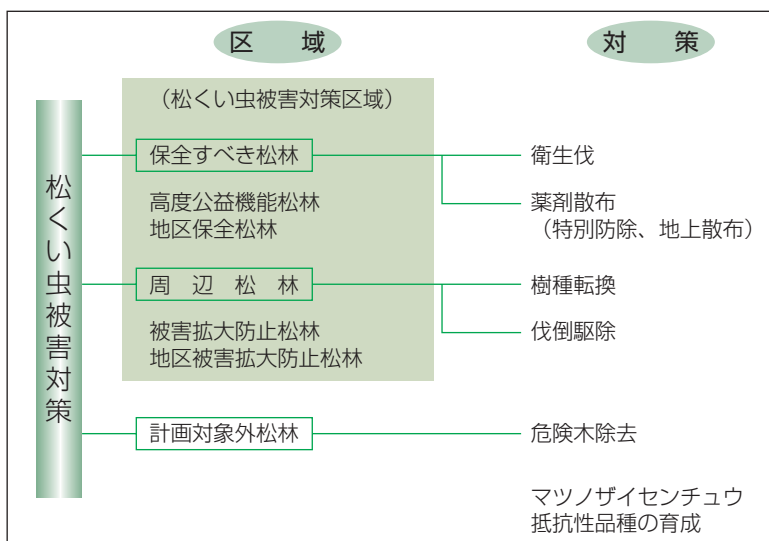 区　域
対　策
松くい虫被害対策
（松くい虫被害対策区域）
保全すべき松林
高度公益機能松林
地区保全松林
衛生伐
薬剤散布
（特別防除、地上散布）
周辺松林
被害拡大防止松林
地区被害拡大防止松林
樹種転換
伐倒駆除
計画対象外松林
危険木除去
マツノザイセンチュウ
抵抗性品種の育成